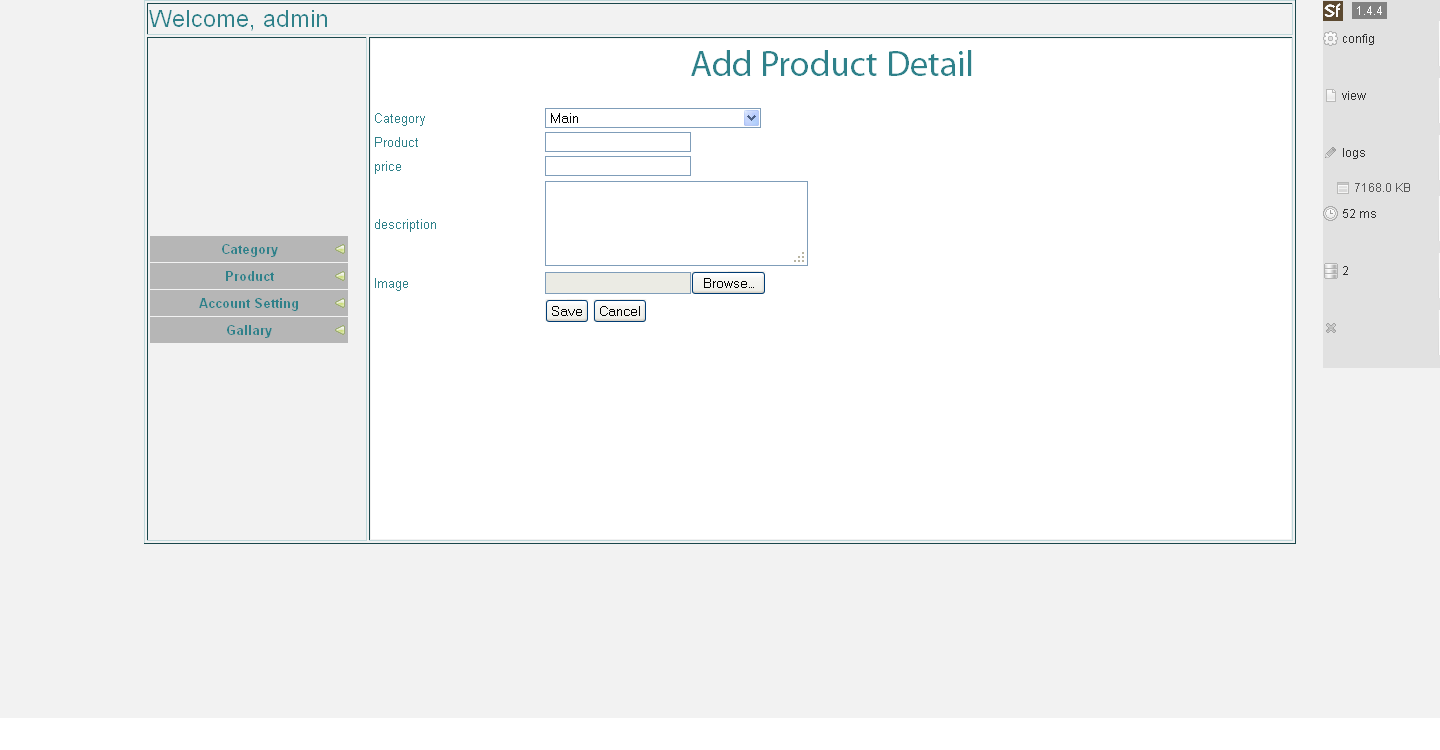 Welcome, admin
Sf 1.4.4
config
view
logs
7168.0 KB
52 ms
2
Category
Product
Account Setting
Gallary
Add Product Detail
Category Main
Product
price
description
Image Browse...
Save Cancel